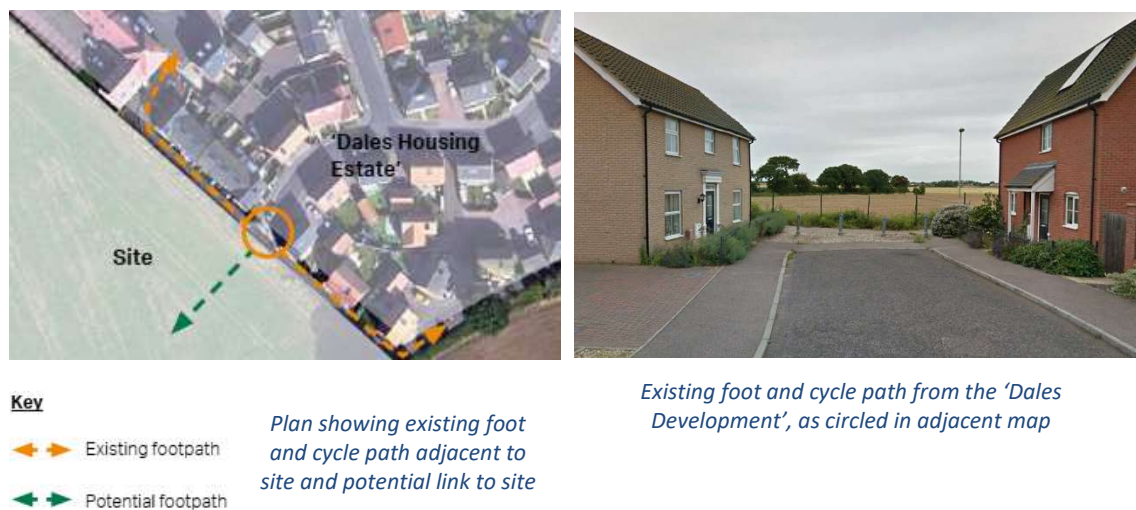 'Dales Housing
Estate'
Site
Key
Existing footpath
Potential footpath
Plan showing existing foot
and cycle path adjacent to
site and potential link to site
Existing foot and cycle path from the ‘Dales
Development’, as circled in adjacent map